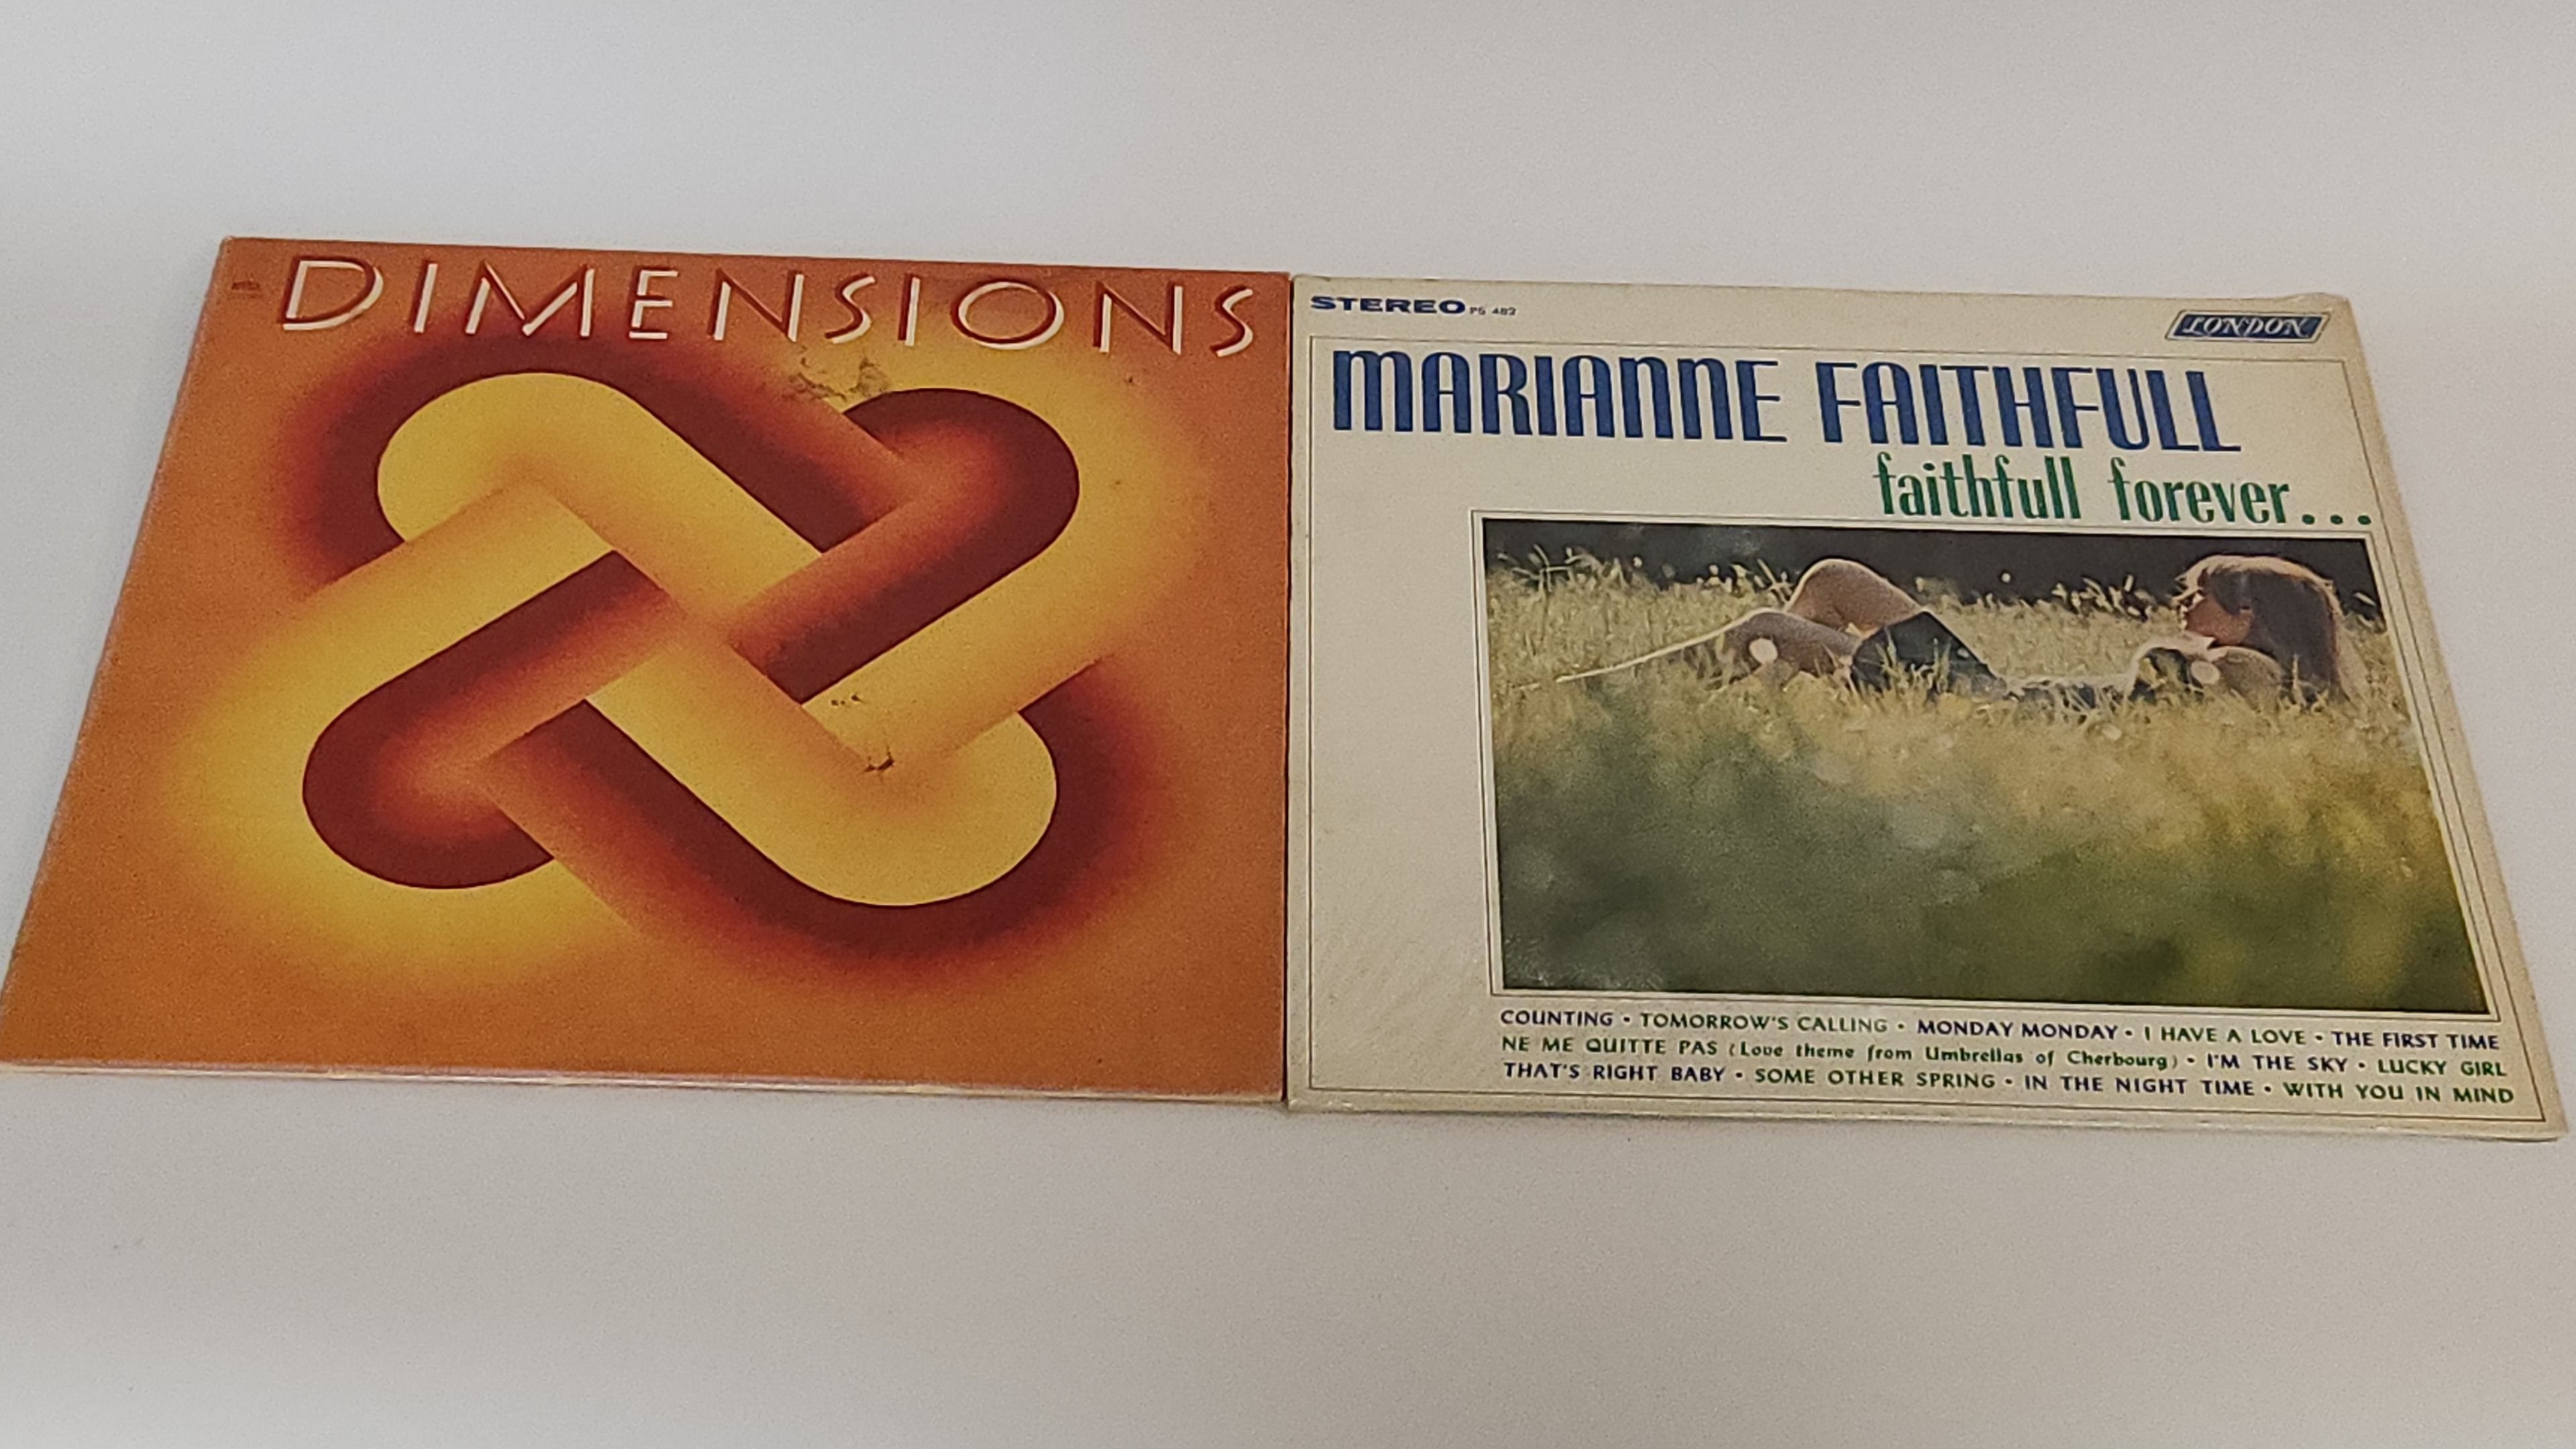 DIMENSIONS
STEREO PS 482
LONDON
MARIANNE FAITHFULL
faithfull forever...
COUNTING • TOMORROW'S CALLING • MONDAY MONDAY • I HAVE A LOVE • THE FIRST TIME
NE ME QUITTE PAS (Love theme from Umbrellas of Cherbourg) • I'M THE SKY • LUCKY GIRL
THAT'S RIGHT BABY • SOME OTHER SPRING • IN THE NIGHT TIME • WITH YOU IN MIND